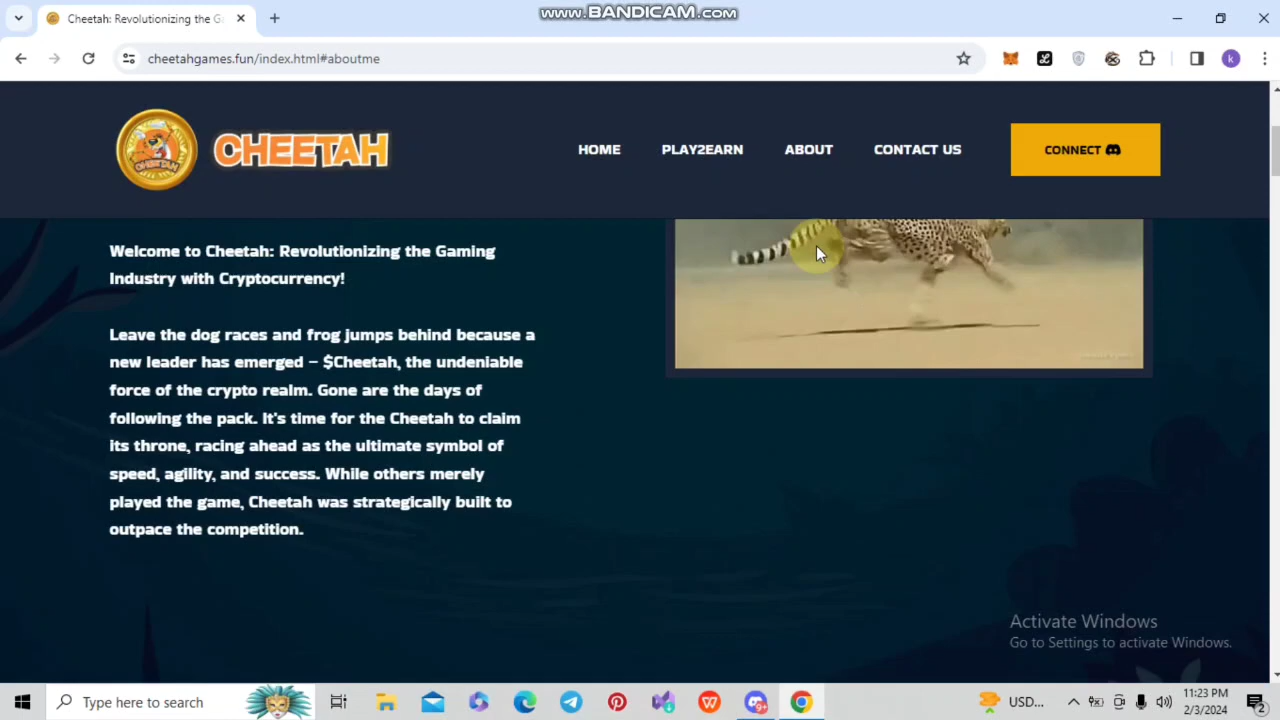 www.BANDICAM.com
Cheetah: Revolutionizing the G
cheetahgames.fun/index.html#aboutme
k
CHEETAH
CHEETAH
HOME
PLAY2EARN
ABOUT
CONTACT US
CONNECT
Welcome to Cheetah: Revolutionizing the Gaming
Industry with Cryptocurrency!
Leave the dog races and frog jumps behind because a
new leader has emerged – $Cheetah, the undeniable
force of the crypto realm. Gone are the days of
following the pack. It's time for the Cheetah to claim
its throne, racing ahead as the ultimate symbol of
speed, agility, and success. While others merely
played the game, Cheetah was strategically built to
outpace the competition.
Activate Windows
Go to Settings to activate Windows.
Type here to search
9+
USD...
11:23 PM
2/3/2024
2